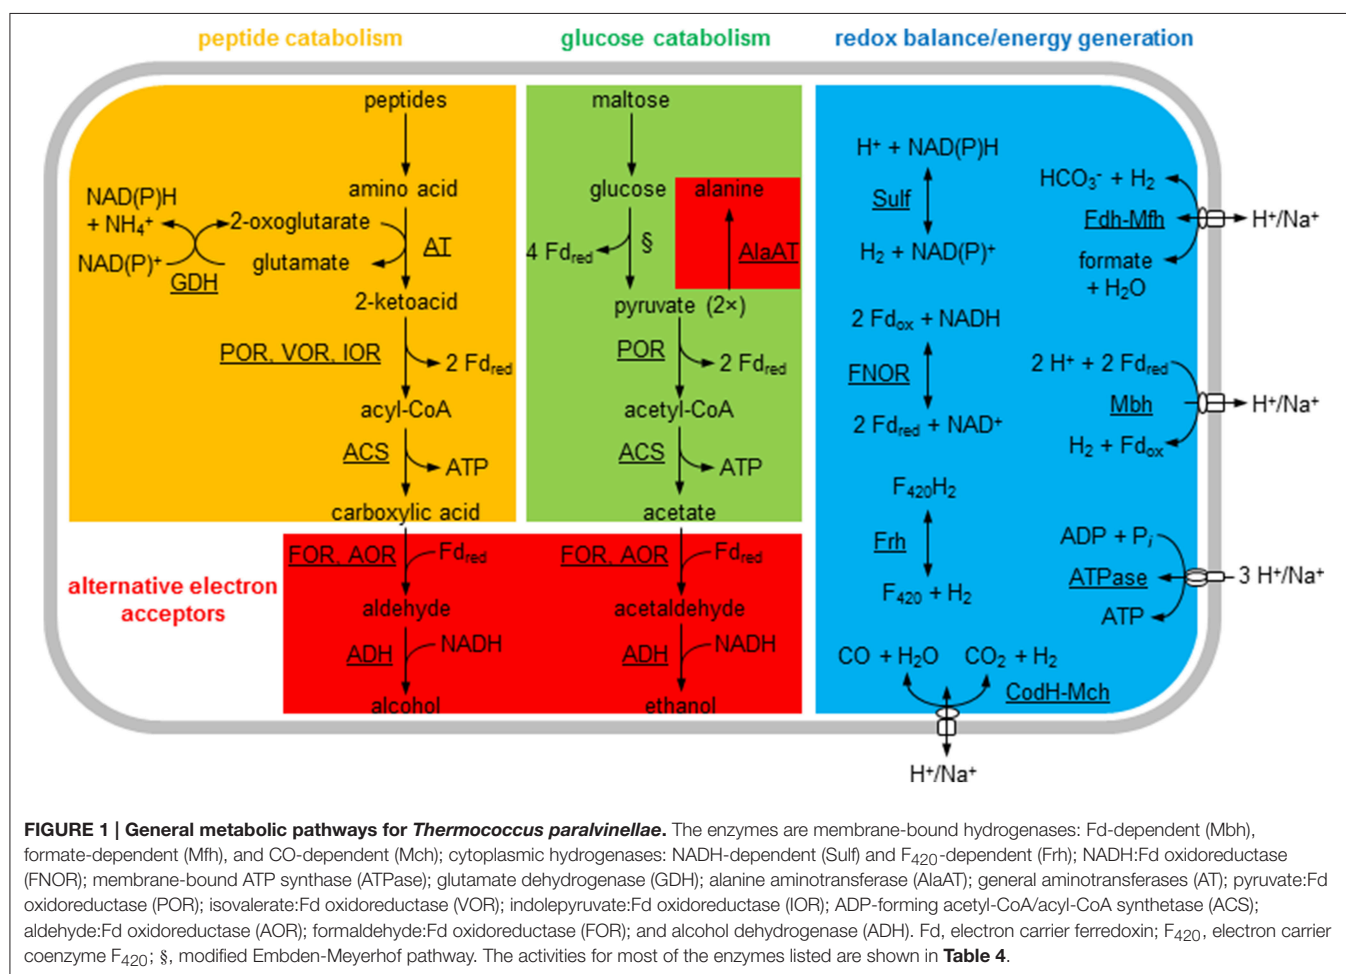 peptide catabolism
glucose catabolism
redox balance/energy generation
peptides
amino acid
NAD(P)H
+ NH₄⁺
2-oxoglutarate
AT
NAD(P)⁺
glutamate
GDH
2-ketoacid
POR, VOR, IOR
2 Fdred
acyl-CoA
ACS
ATP
carboxylic acid
maltose
glucose
alanine
4 Fdred
§
AlaAT
pyruvate (2×)
POR
2 Fdred
acetyl-CoA
ACS
ATP
acetate
alternative electron
acceptors
FOR, AOR
Fdred
aldehyde
ADH
NADH
alcohol
FOR, AOR
Fdred
acetaldehyde
ADH
NADH
ethanol
H⁺ + NAD(P)H
Sulf
H₂ + NAD(P)⁺
2 Fdox + NADH
FNOR
2 Fdred + NAD⁺
F₄₂₀H₂
Frh
F₄₂₀ + H₂
HCO₃⁻ + H₂
Fdh-Mfh
H⁺/Na⁺
formate
+ H₂O
2 H⁺ + 2 Fdred
Mbh
H⁺/Na⁺
H₂ + Fdox
ADP + Pi
ATPase
3 H⁺/Na⁺
ATP
CO + H₂O
CO₂ + H₂
CodH-Mch
H⁺/Na⁺
FIGURE 1 | General metabolic pathways for Thermococcus paralvinellae. The enzymes are membrane-bound hydrogenases: Fd-dependent (Mbh),
formate-dependent (Mfh), and CO-dependent (Mch); cytoplasmic hydrogenases: NADH-dependent (Sulf) and F₄₂₀-dependent (Frh); NADH:Fd oxidoreductase
(FNOR); membrane-bound ATP synthase (ATPase); glutamate dehydrogenase (GDH); alanine aminotransferase (AlaAT); general aminotransferases (AT); pyruvate:Fd
oxidoreductase (POR); isovalerate:Fd oxidoreductase (VOR); indolepyruvate:Fd oxidoreductase (IOR); ADP-forming acetyl-CoA/acyl-CoA synthetase (ACS);
aldehyde:Fd oxidoreductase (AOR); formaldehyde:Fd oxidoreductase (FOR); and alcohol dehydrogenase (ADH). Fd, electron carrier ferredoxin; F₄₂₀, electron carrier
coenzyme F₄₂₀; §, modified Embden-Meyerhof pathway. The activities for most of the enzymes listed are shown in Table 4.